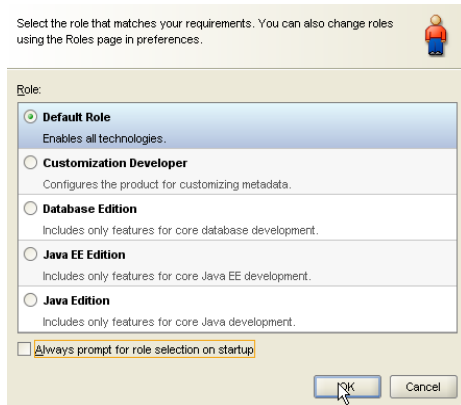 Select the role that matches your requirements. You can also change roles
using the Roles page in preferences.
Role:
Default Role
Enables all technologies.
Customization Developer
Configures the product for customizing metadata.
Database Edition
Includes only features for core database development.
Java EE Edition
Includes only features for core Java EE development.
Java Edition
Includes only features for core Java development.
Always prompt for role selection on startup
OK
Cancel